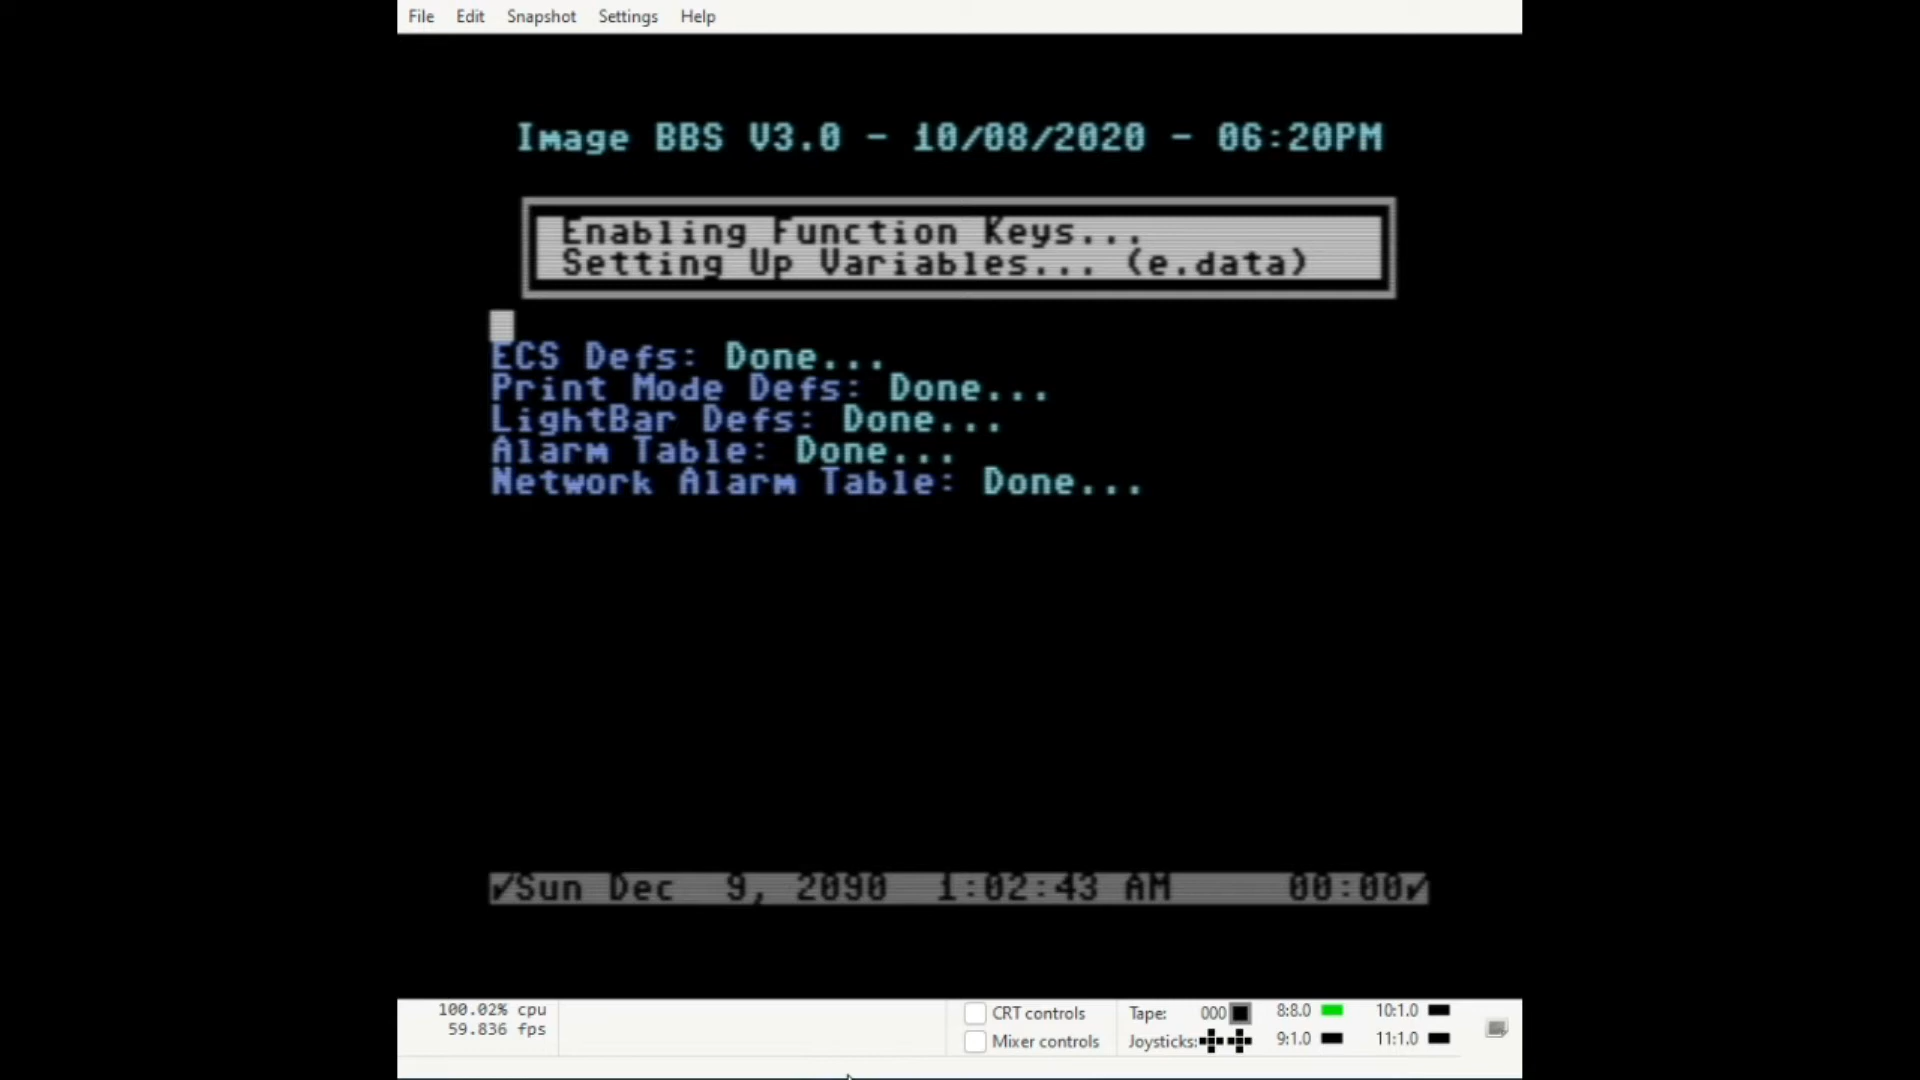 File Edit Snapshot Settings Help
Image BBS V3.0 - 10/08/2020 - 06:20PM
Enabling Function Keys...
Setting Up Variables... (e.data)
ECS Defs: Done...
Print Mode Defs: Done...
LightBar Defs: Done...
Alarm Table: Done...
Network Alarm Table: Done...
✓Sun Dec  9, 2090  1:02:43 AM     00:00✓
100.02% cpu
59.836 fps
CRT controls
Mixer controls
Tape: 000
Joysticks:
8:8.0
10:1.0
9:1.0
11:1.0